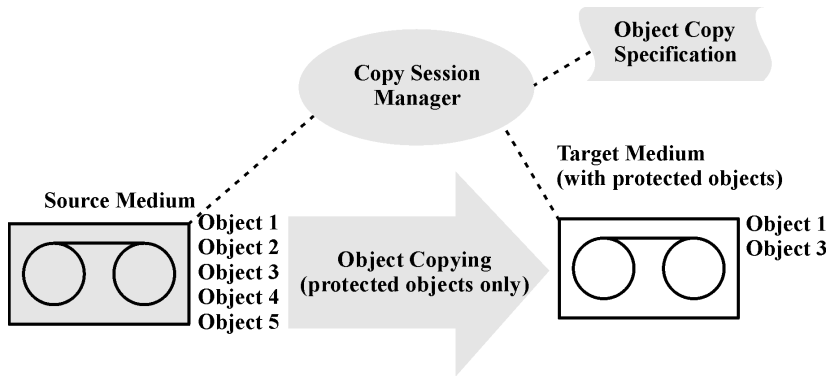 Object Copy
Specification
Copy Session
Manager
Target Medium
(with protected objects)
Source Medium
Object 1
Object 2
Object 3
Object 4
Object 5
Object Copying
(protected objects only)
Object 1
Object 3